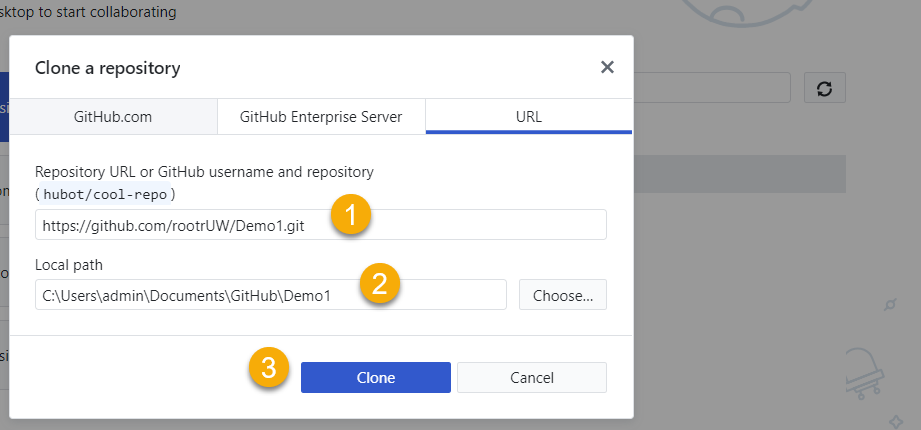 sktop to start collaborating
Clone a repository
GitHub.com GitHub Enterprise Server URL
Repository URL or GitHub username and repository
(hubot/cool-repo)
https://github.com/rootrUW/Demo1.git 1
Local path
C:\Users\admin\Documents\GitHub\Demo1 2 Choose...
3 Clone Cancel